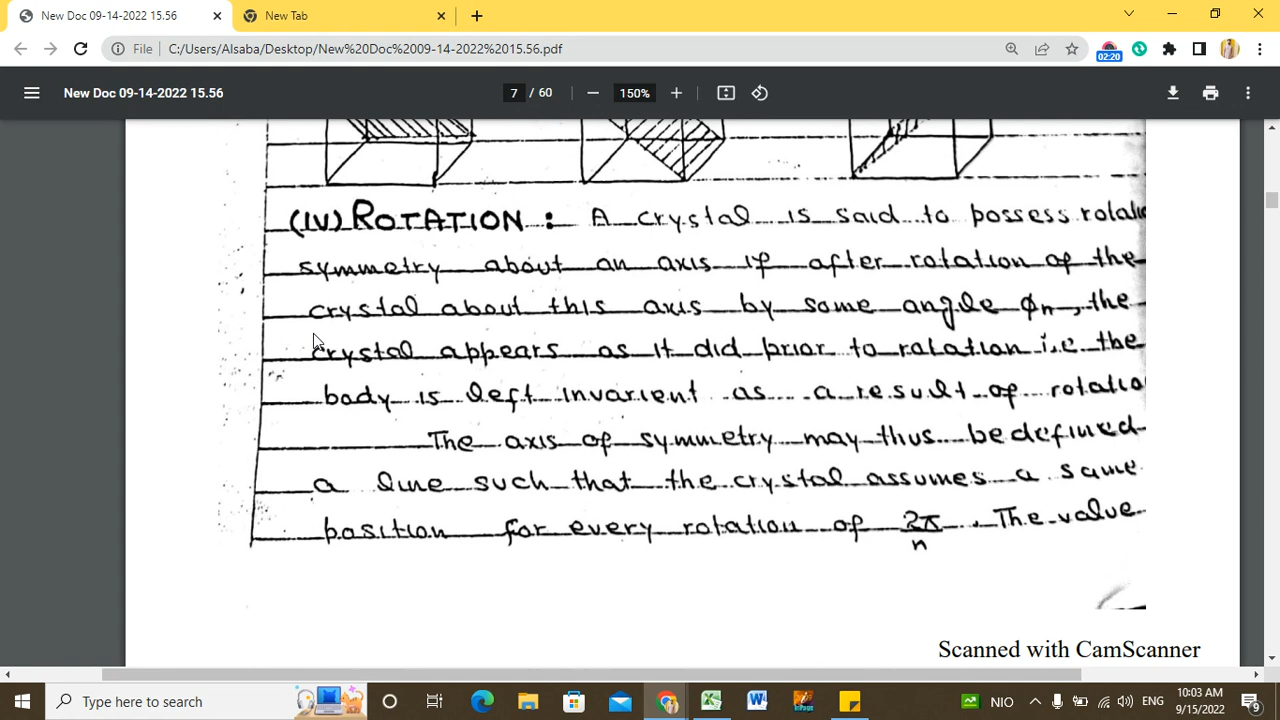 New Doc 09-14-2022 15.56
New Tab
File C:/Users/Alsaba/Desktop/New%20Doc%2009-14-2022%2015.56.pdf
02:20
New Doc 09-14-2022 15.56
7 / 60
150%
(IV) ROTATION : A crystal is said to possess
symmetry about an axis if after rotation of the
crystal about this axis by some angle ϕn, the
crystal appears as it did prior to rotation i.e the
body is left invarient as a result of
The axis of symmetry may thus be defined
a line such that the crystal assumes a same
position for every rotation of 2π/n. The value
Scanned with CamScanner
Type here to search
NIO
ENG
10:03 AM
9/15/2022
9